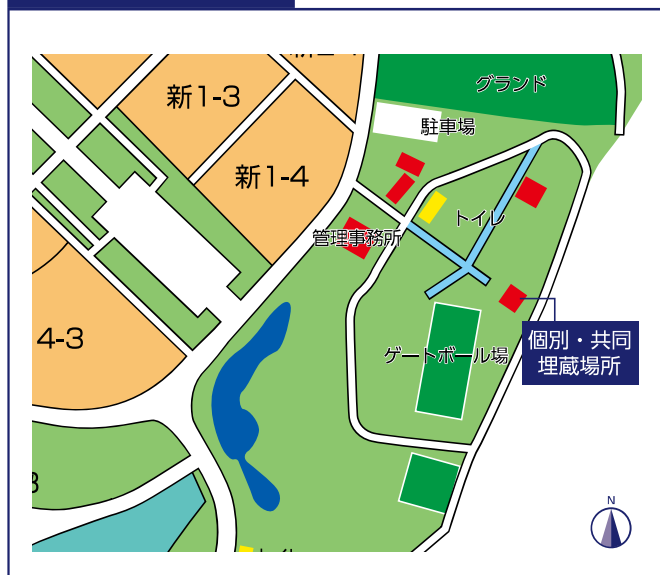 グランド
新1-3
駐車場
新1-4
トイレ
管理事務所
4-3
ゲートボール場
個別・共同
埋蔵場所
N